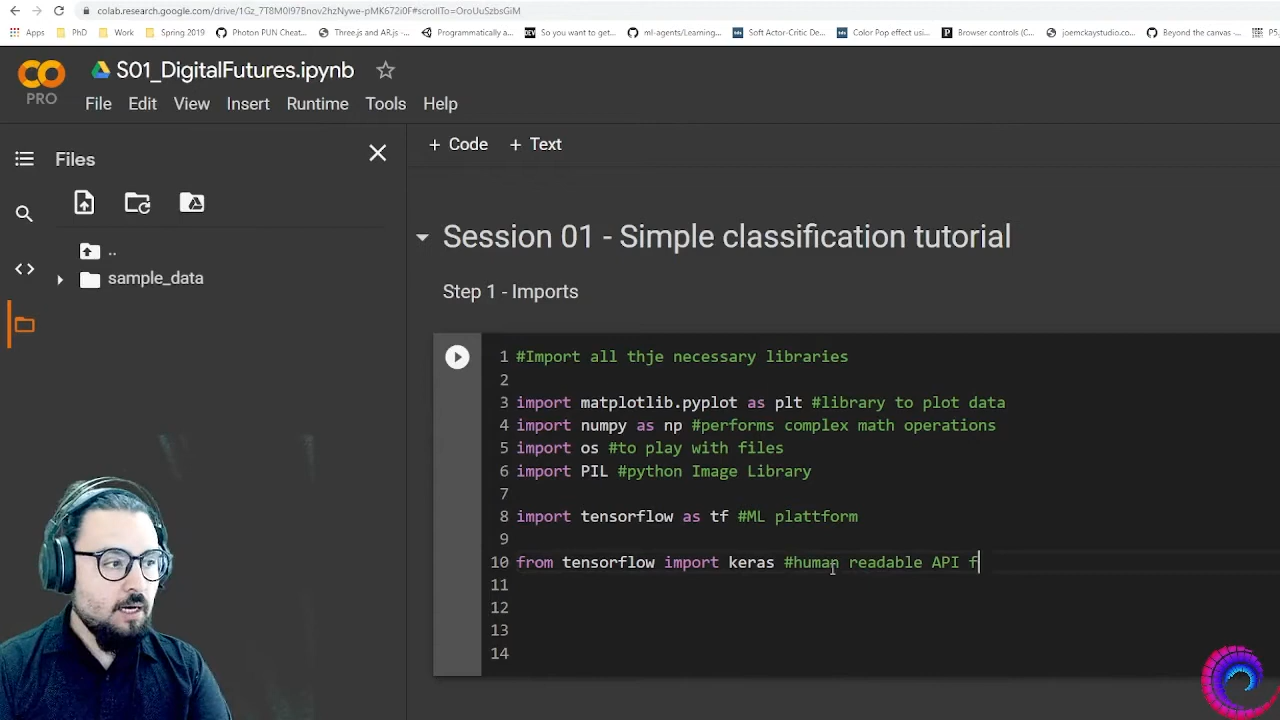 colab.research.google.com/drive/1Gz_7T8M0I97Bnov2hzNywe-pMK672i0F#scrollTo=OroUuSzbsGiM
Apps PhD Work Spring 2019 Photon PUN Cheat... Three.js and AR.js -... Programmatically a... So you want to get... ml-agents/Learning... Soft Actor-Critic De... Color Pop effect usi... Browser controls (C... joemckaystudio.co... Beyond the canvas -...
CO
PRO
S01_DigitalFutures.ipynb
File Edit View Insert Runtime Tools Help
Files
+ Code + Text
..
sample_data
Session 01 - Simple classification tutorial
Step 1 - Imports
1 #Import all thje necessary libraries
2
3 import matplotlib.pyplot as plt #library to plot data
4 import numpy as np #performs complex math operations
5 import os #to play with files
6 import PIL #python Image Library
7
8 import tensorflow as tf #ML plattform
9
10 from tensorflow import keras #human readable API f
11
12
13
14